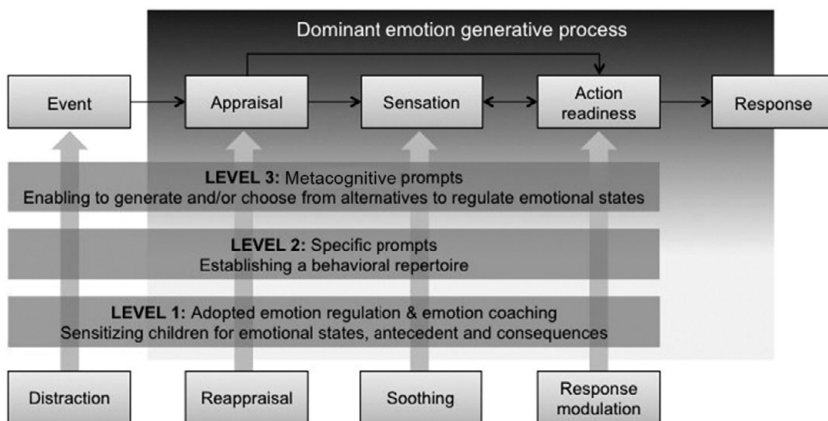 Dominant emotion generative process
Event
Appraisal
Sensation
Action
readiness
Response
LEVEL 3: Metacognitive prompts
Enabling to generate and/or choose from alternatives to regulate emotional states
LEVEL 2: Specific prompts
Establishing a behavioral repertoire
LEVEL 1: Adopted emotion regulation & emotion coaching
Sensitizing children for emotional states, antecedent and consequences
Distraction
Reappraisal
Soothing
Response
modulation